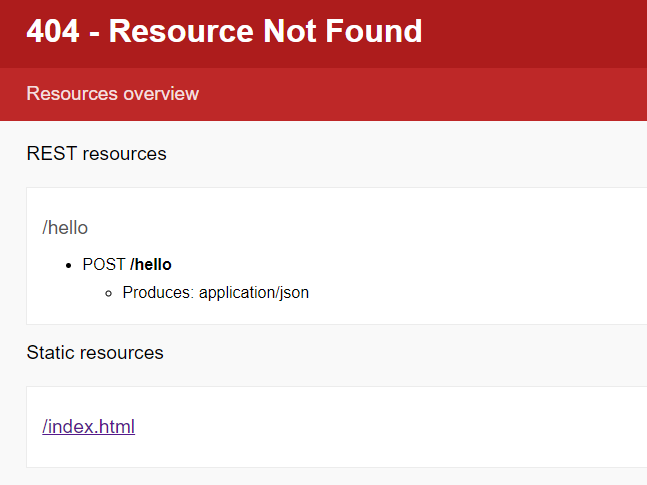 404 - Resource Not Found
Resources overview
REST resources
/hello
POST /hello
Produces: application/json
Static resources
/index.html